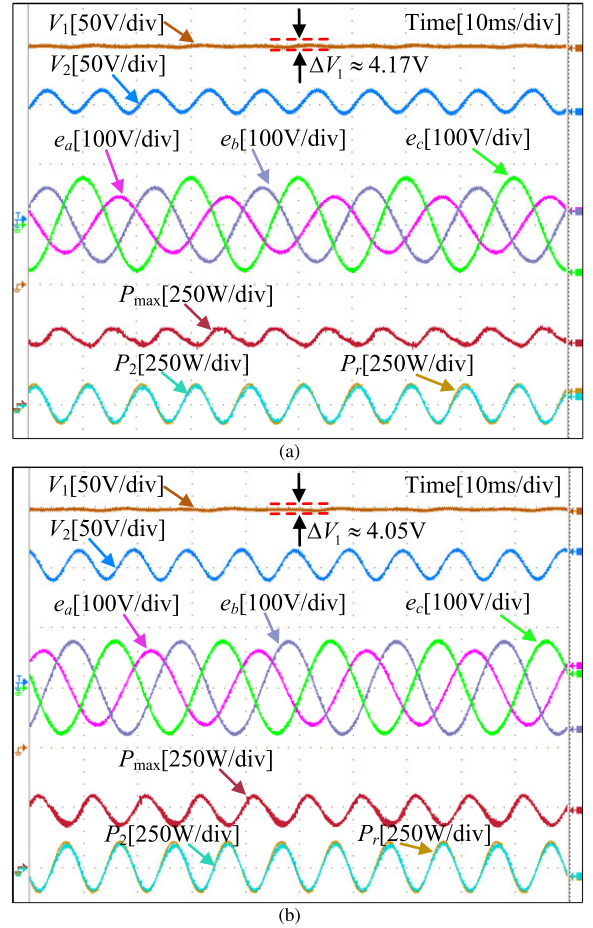 V1[50V/div] Time[10ms/div]
V2[50V/div] ΔV1 ≈ 4.17V
ea[100V/div] eb[100V/div] ec[100V/div]
Pmax[250W/div]
P2[250W/div] Pr[250W/div]
(a)
V1[50V/div] Time[10ms/div]
V2[50V/div] ΔV1 ≈ 4.05V
ea[100V/div] eb[100V/div] ec[100V/div]
Pmax[250W/div]
P2[250W/div] Pr[250W/div]
(b)